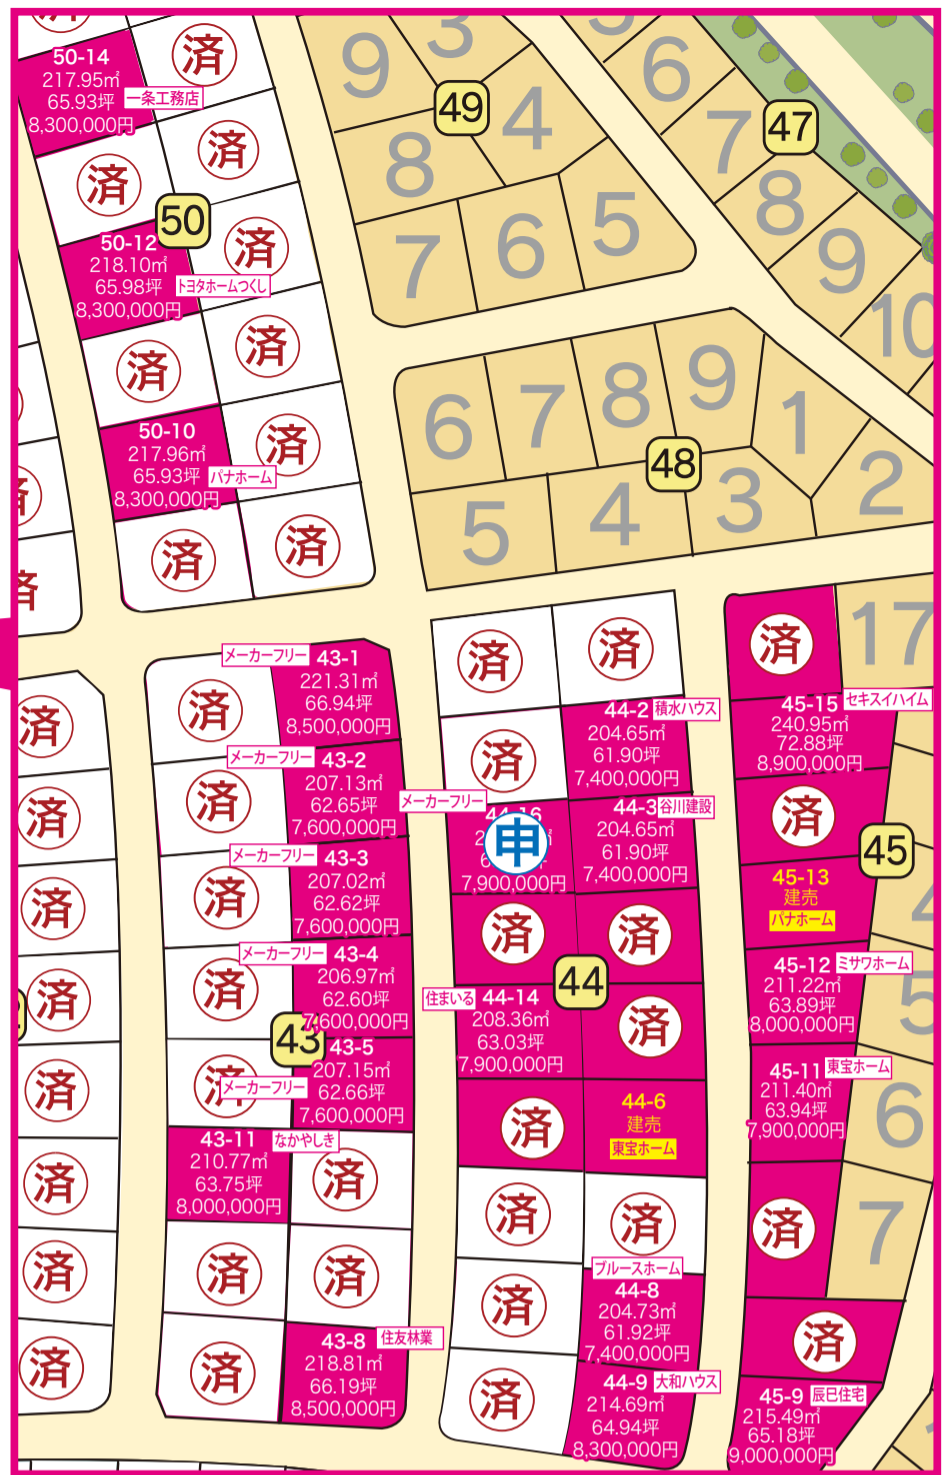 済
50-14
217.95㎡
65.93坪
8,300,000円
一条工務店
済
済
済
50
50-12
218.10㎡
65.98坪
8,300,000円
トヨタホームつくし
済
済
済
50-10
217.96㎡
65.93坪
8,300,000円
パナホーム
済
済
済
済
済
9
3
49
4
8
7
6
5
5
6
7
47
8
9
10
6
7
8
9
1
48
2
5
4
3
済
済
済
済
済
済
済
済
済
メーカーフリー
43-1
221.31㎡
66.94坪
8,500,000円
済
メーカーフリー
43-2
207.13㎡
62.65坪
7,600,000円
済
メーカーフリー
43-3
207.02㎡
62.62坪
7,600,000円
済
メーカーフリー
43-4
206.97㎡
62.60坪
7,600,000円
済
43
43-5
207.15㎡
62.66坪
7,600,000円
メーカーフリー
済
43-11
210.77㎡
63.75坪
8,000,000円
なかやしき
済
済
済
済
43-8
218.81㎡
66.19坪
8,500,000円
住友林業
済
済
済
44-2
204.65㎡
61.90坪
7,400,000円
積水ハウス
済
メーカーフリー
44-16
申
7,900,000円
44-3
204.65㎡
61.90坪
7,400,000円
谷川建設
済
済
44
住まいる
44-14
208.36㎡
63.03坪
7,900,000円
済
済
44-6
建売
東宝ホーム
済
済
ブルースホーム
44-8
204.73㎡
61.92坪
7,400,000円
済
44-9
214.69㎡
64.94坪
8,300,000円
大和ハウス
済
済
17
45-15
240.95㎡
72.88坪
8,900,000円
セキスイハイム
済
45
45-13
建売
パナホーム
4
45-12
211.22㎡
63.89坪
8,000,000円
ミサワホーム
5
45-11
211.40㎡
63.94坪
7,900,000円
東宝ホーム
6
済
7
済
45-9
215.49㎡
65.18坪
9,000,000円
辰巳住宅